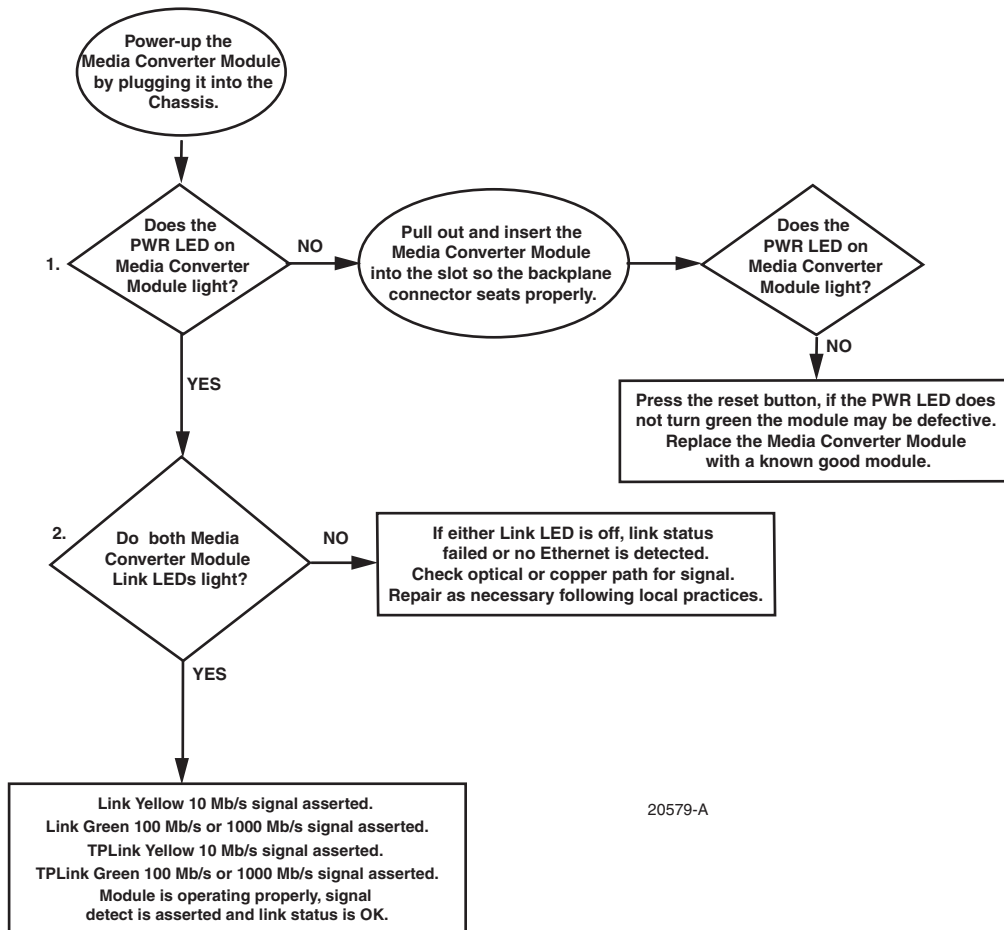 Power-up the
Media Converter Module
by plugging it into the
Chassis.
1.
Does the
PWR LED on
Media Converter
Module light?
NO
Pull out and insert the
Media Converter Module
into the slot so the backplane
connector seats properly.
Does the
PWR LED on
Media Converter
Module light?
NO
Press the reset button, if the PWR LED does
not turn green the module may be defective.
Replace the Media Converter Module
with a known good module.
YES
2.
Do both Media
Converter Module
Link LEDs light?
NO
If either Link LED is off, link status
failed or no Ethernet is detected.
Check optical or copper path for signal.
Repair as necessary following local practices.
YES
Link Yellow 10 Mb/s signal asserted.
Link Green 100 Mb/s or 1000 Mb/s signal asserted.
TPLink Yellow 10 Mb/s signal asserted.
TPLink Green 100 Mb/s or 1000 Mb/s signal asserted.
Module is operating properly, signal
detect is asserted and link status is OK.
20579-A